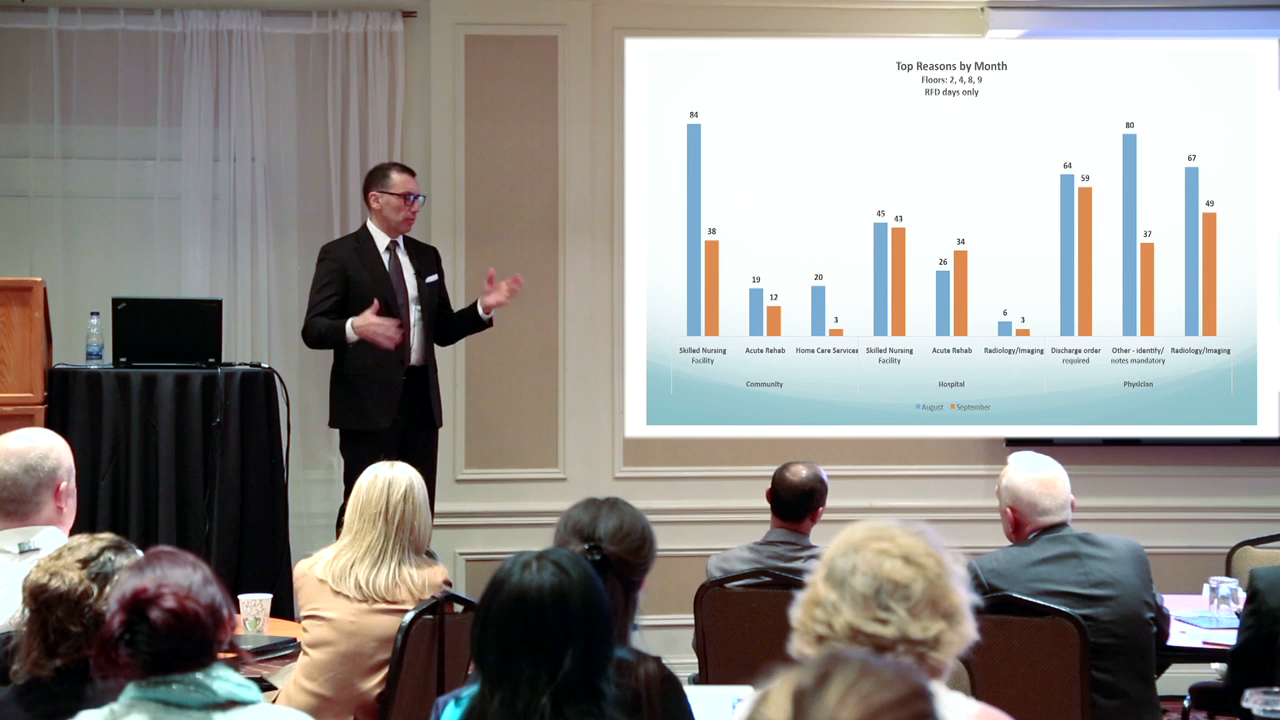 Top Reasons by Month
Floors: 2, 4, 8, 9
RFD days only
84
38
19
12
20
3
45
43
26
34
6
3
64
59
80
37
67
49
Skilled Nursing Facility
Acute Rehab
Home Care Services
Skilled Nursing Facility
Acute Rehab
Radiology/Imaging
Discharge order required
Other - identify/ notes mandatory
Radiology/Imaging
Community
Hospital
Physician
August
September